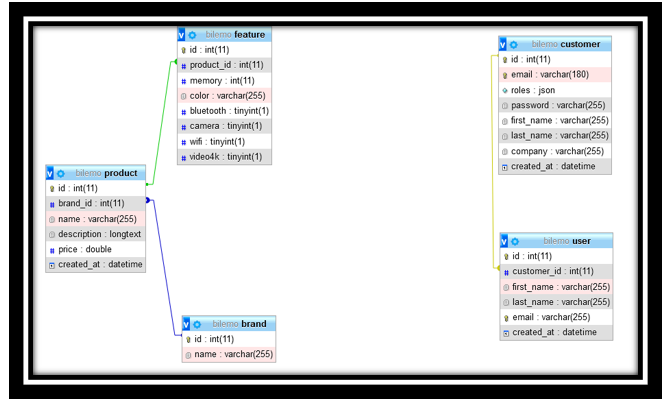 bilemo feature
id : int(11)
product_id : int(11)
memory : int(11)
color : varchar(255)
bluetooth : tinyint(1)
camera : tinyint(1)
wifi : tinyint(1)
video4k : tinyint(1)
bilemo customer
id : int(11)
email : varchar(180)
roles : json
password : varchar(255)
first_name : varchar(255)
last_name : varchar(255)
company : varchar(255)
created_at : datetime
bilemo product
id : int(11)
brand_id : int(11)
name : varchar(255)
description : longtext
price : double
created_at : datetime
bilemo user
id : int(11)
customer_id : int(11)
first_name : varchar(255)
last_name : varchar(255)
email : varchar(255)
created_at : datetime
bilemo brand
id : int(11)
name : varchar(255)